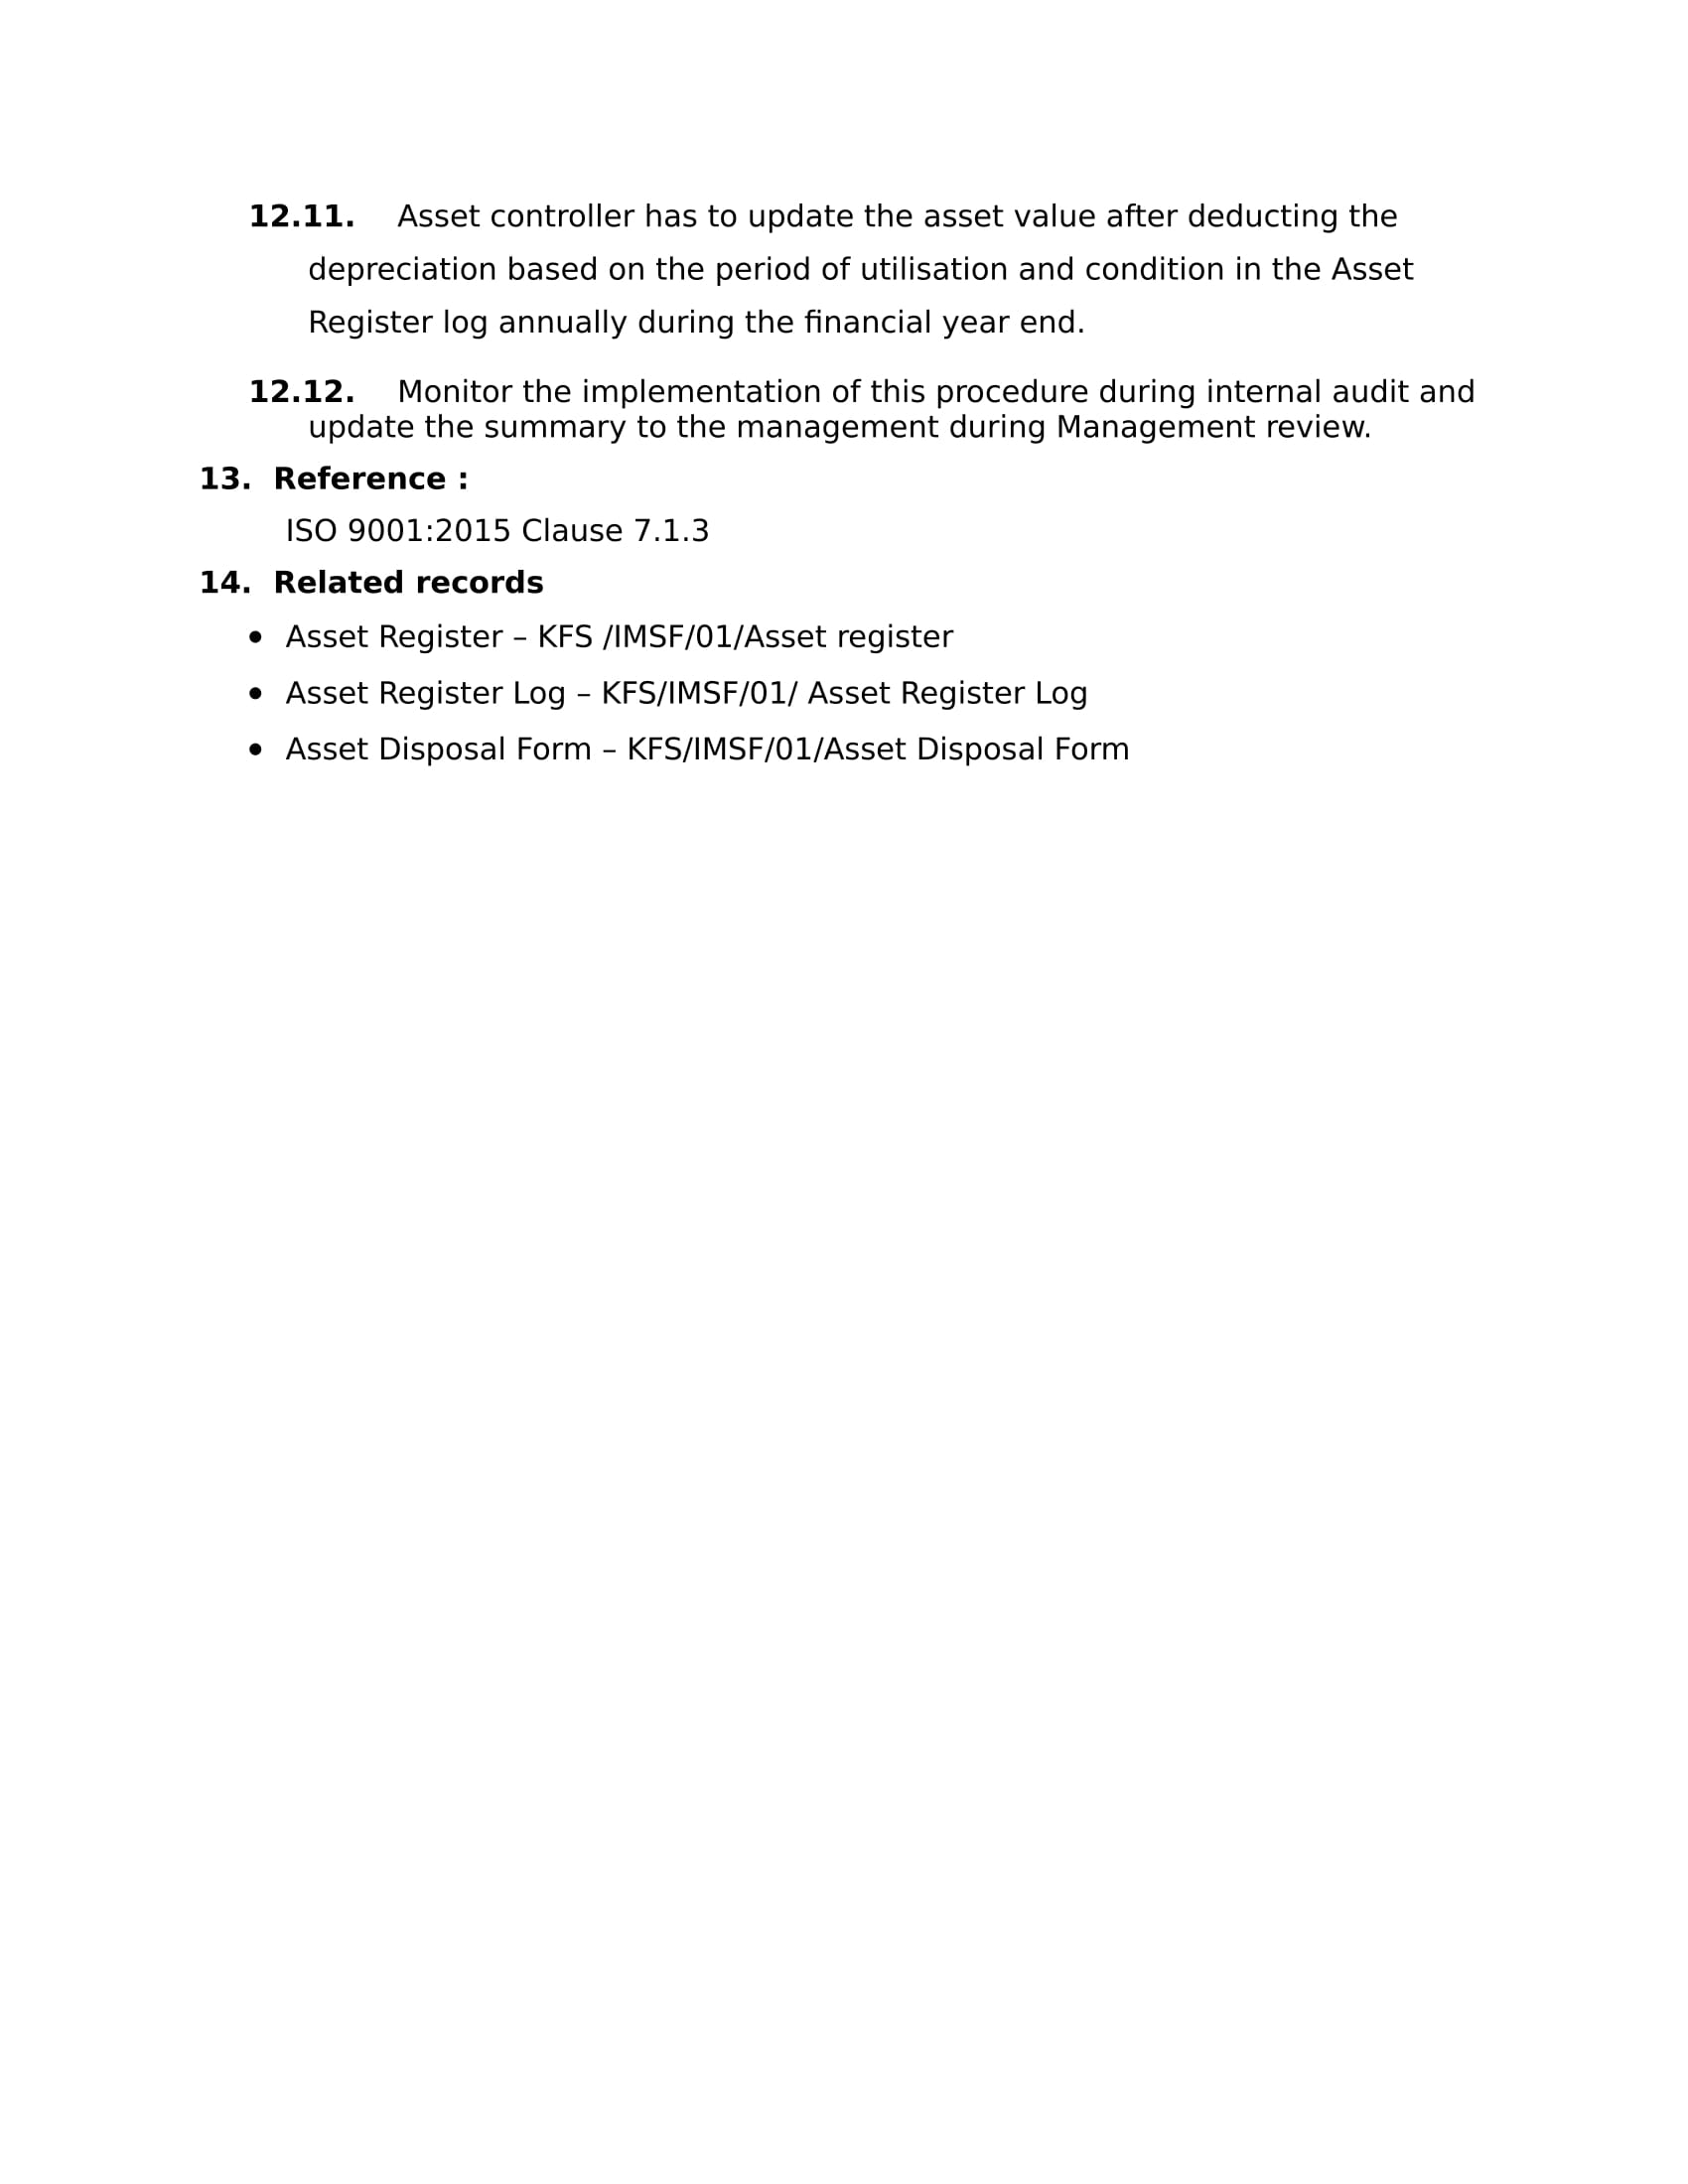 12.11. Asset controller has to update the asset value after deducting the
depreciation based on the period of utilisation and condition in the Asset
Register log annually during the financial year end.
12.12. Monitor the implementation of this procedure during internal audit and
update the summary to the management during Management review.
13. Reference :
ISO 9001:2015 Clause 7.1.3
14. Related records
• Asset Register – KFS /IMSF/01/Asset register
• Asset Register Log – KFS/IMSF/01/ Asset Register Log
• Asset Disposal Form – KFS/IMSF/01/Asset Disposal Form